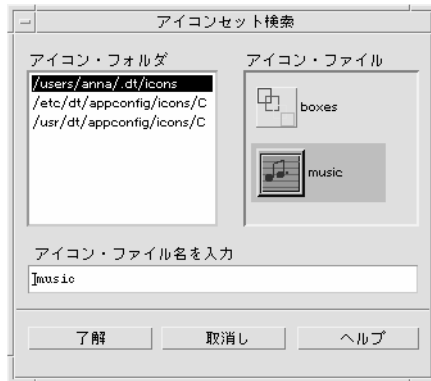 アイコンセット検索
アイコン・フォルダ
/users/anna/.dt/icons
/etc/dt/appconfig/icons/C
/usr/dt/appconfig/icons/C
アイコン・ファイル
boxes
music
アイコン・ファイル名を入力
music
了解
取消し
ヘルプ